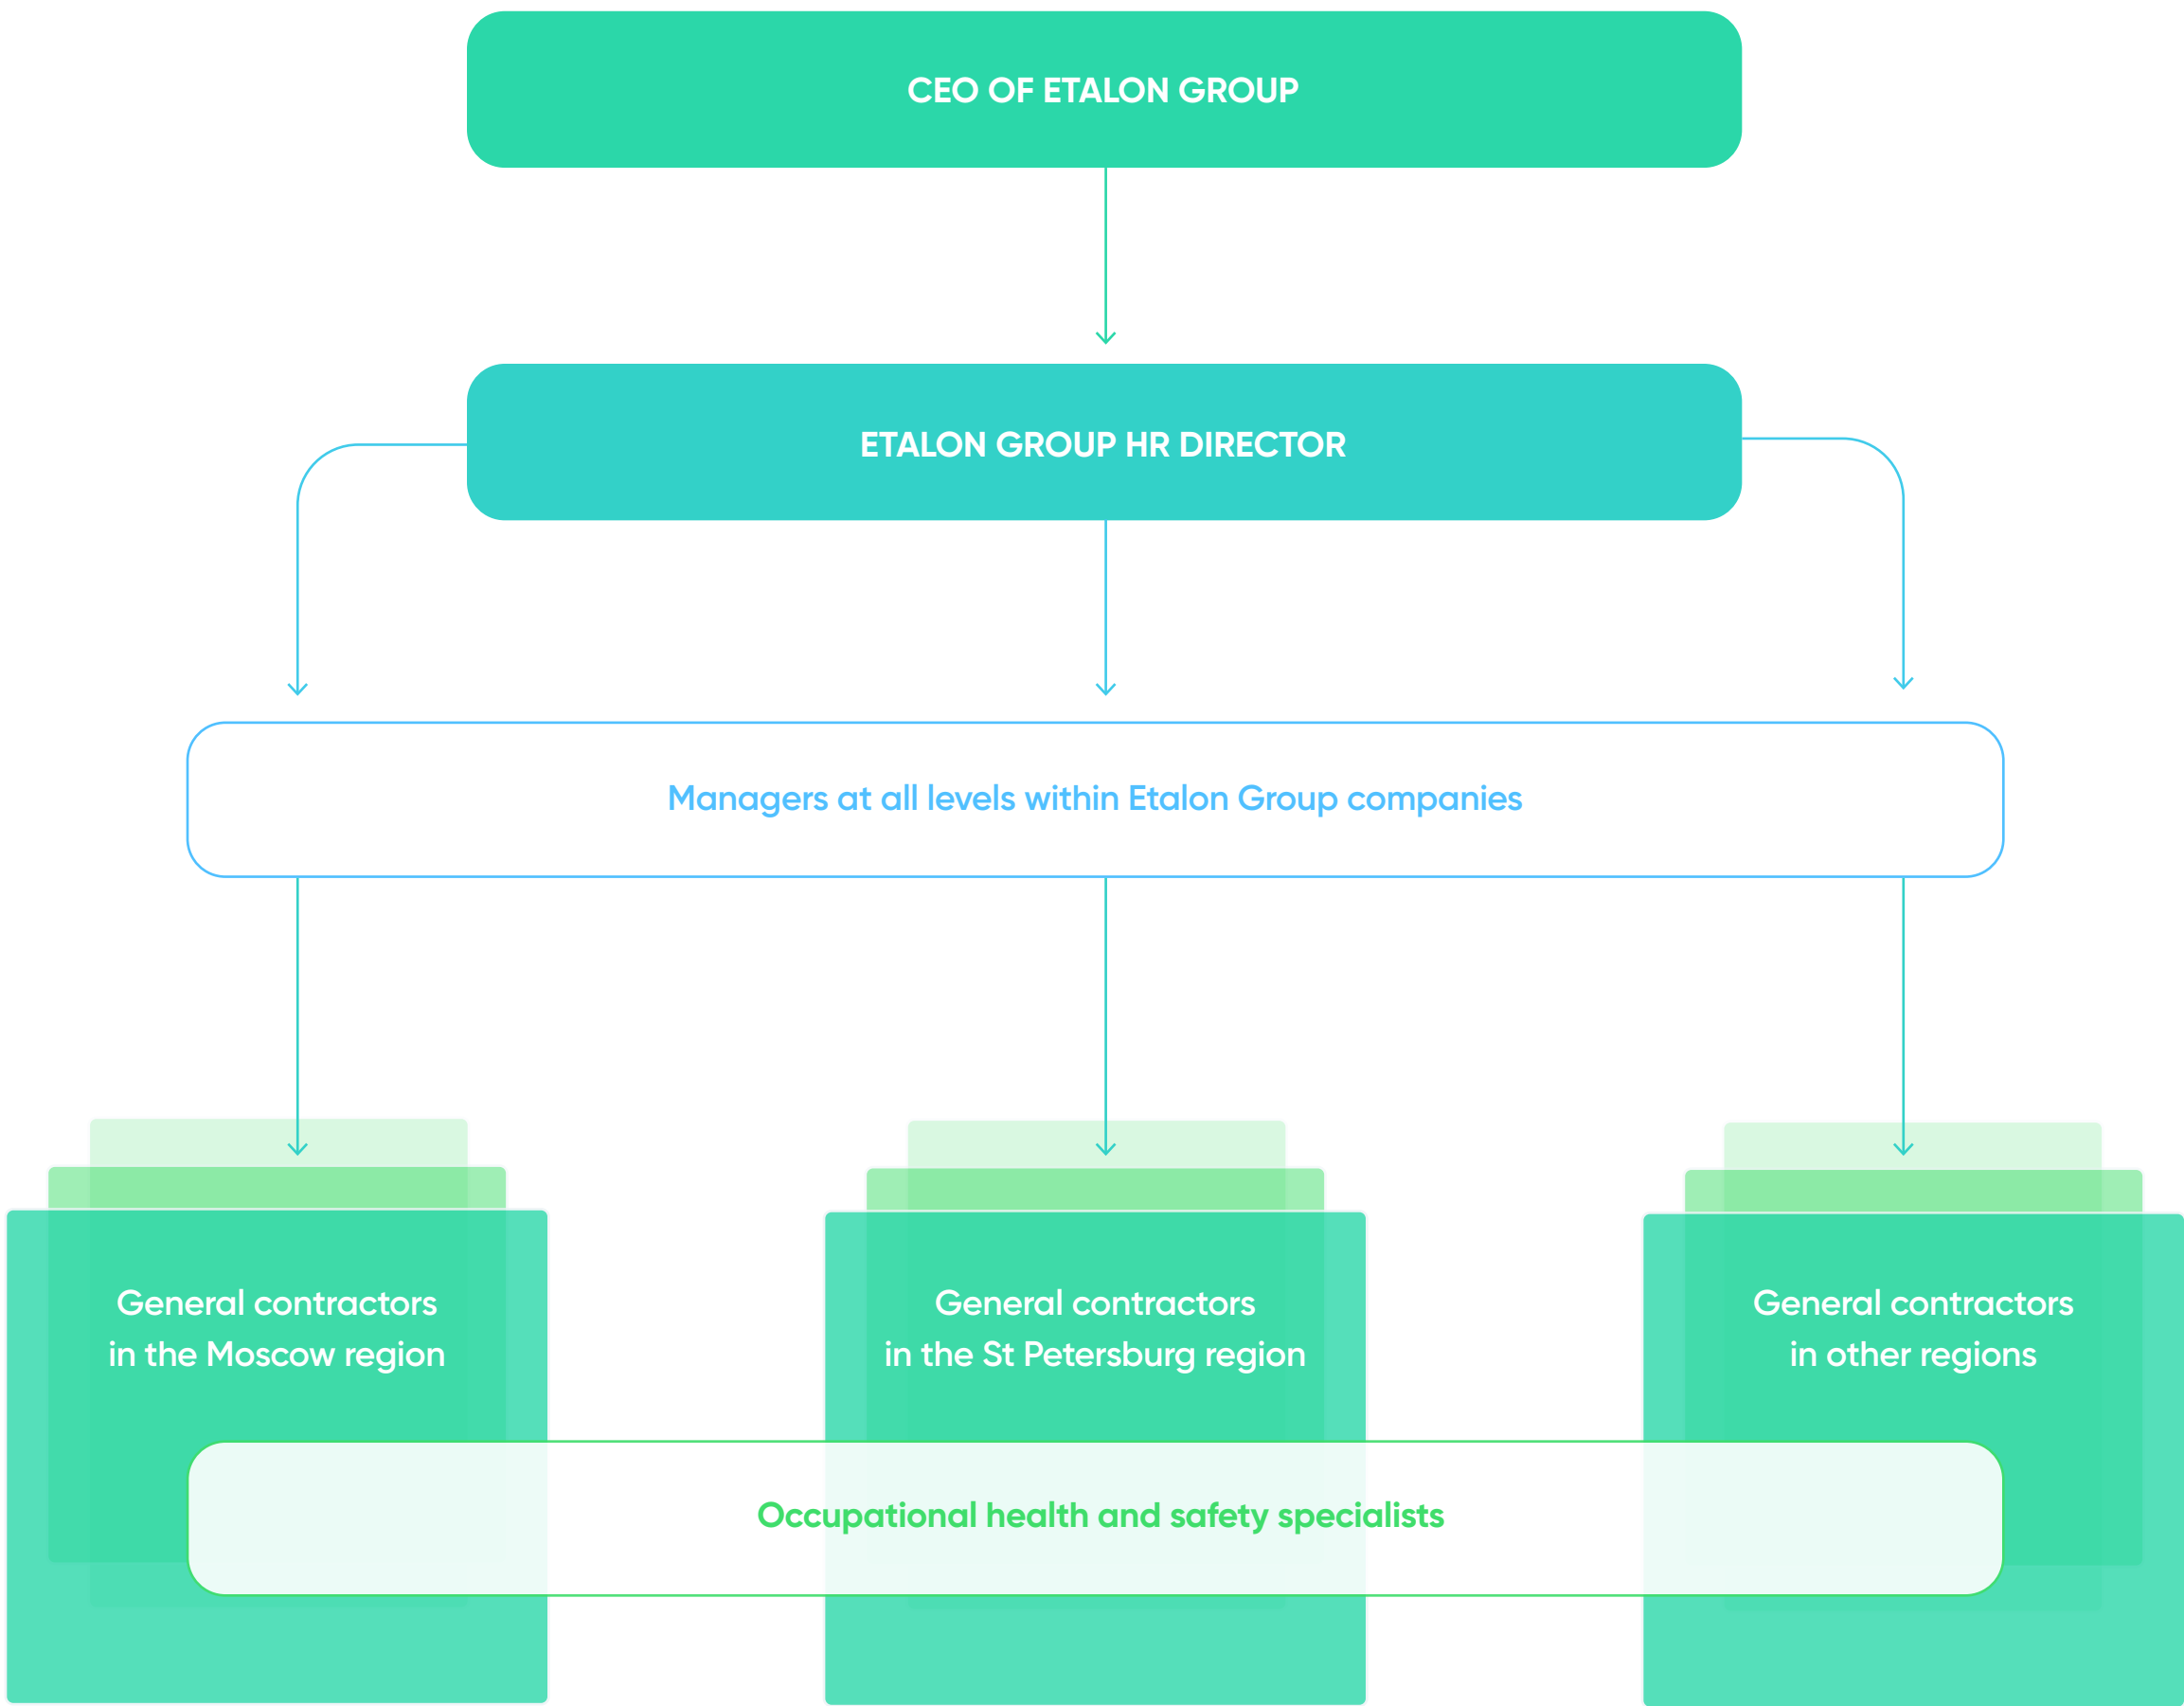 CEO OF ETALON GROUP
ETALON GROUP HR DIRECTOR
Managers at all levels within Etalon Group companies
General contractors
in the Moscow region
General contractors
in the St Petersburg region
General contractors
in other regions
Occupational health and safety specialists